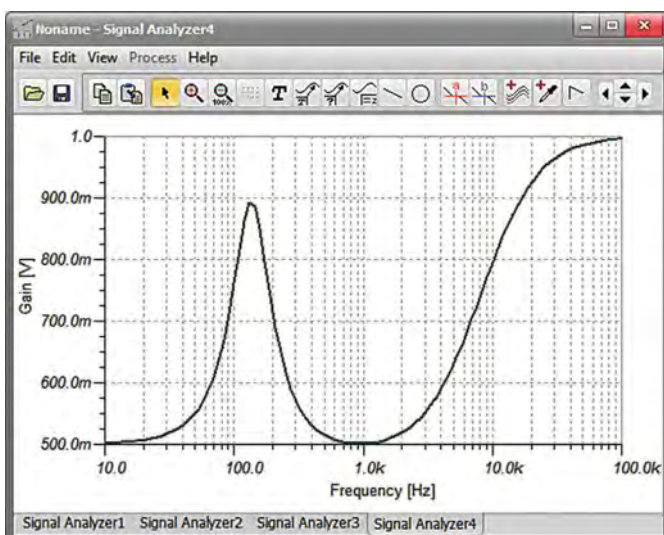 Noname - Signal Analyzer4
File Edit View Process Help
100%
T
a
b
1.0
900.0m
800.0m
700.0m
600.0m
500.0m
Gain [V]
10.0 100.0 1.0k 10.0k 100.0k
Frequency [Hz]
Signal Analyzer1 Signal Analyzer2 Signal Analyzer3 Signal Analyzer4